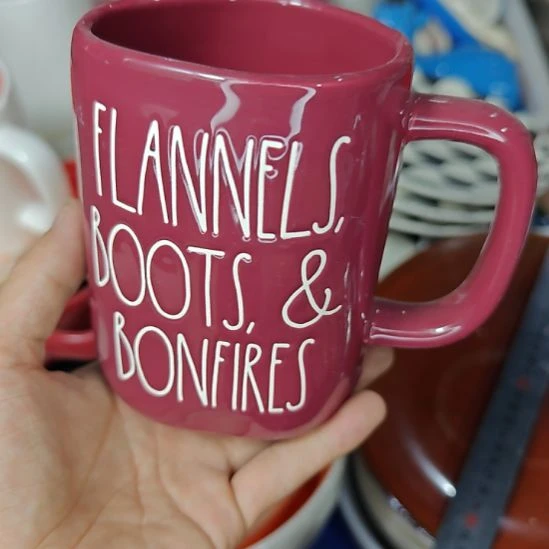 FLANNELS,
BOOTS, &
BONFIRES